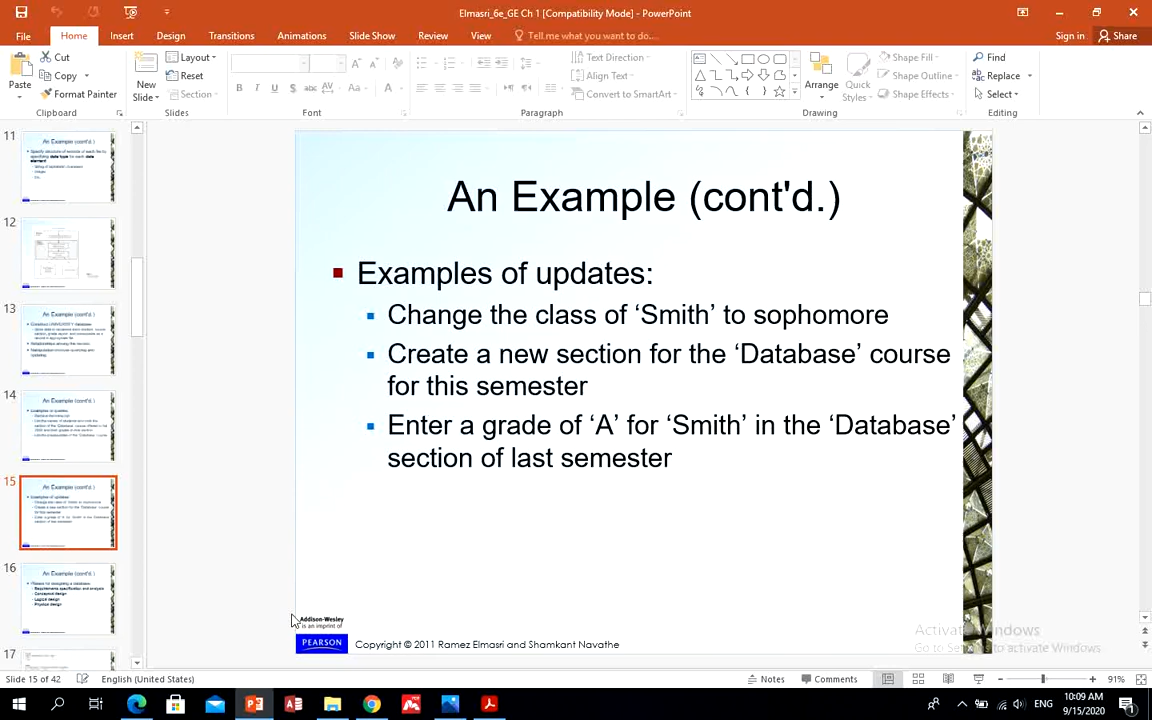 Elmasri_6e_GE Ch 1 [Compatibility Mode] - PowerPoint
File Home Insert Design Transitions Animations Slide Show Review View Tell me what you want to do... Sign in Share
Paste Cut Copy Format Painter
New Slide Layout Reset Section
Text Direction Align Text Convert to SmartArt
Arrange Quick Styles Shape Fill Shape Outline Shape Effects
Find Replace Select
Clipboard Slides Font Paragraph Drawing Editing
11
12
13
14
15
16
17
An Example (cont'd.)
Examples of updates:
Change the class of ‘Smith’ to sophomore
Create a new section for the ‘Database’ course
for this semester
Enter a grade of ‘A’ for ‘Smith’ in the ‘Database’
section of last semester
Addison-Wesley
is an imprint of
PEARSON
Copyright © 2011 Ramez Elmasri and Shamkant Navathe
Activate Windows
Go to Settings to activate Windows.
Slide 15 of 42 English (United States) Notes Comments 91%
ENG 10:09 AM
9/15/2020